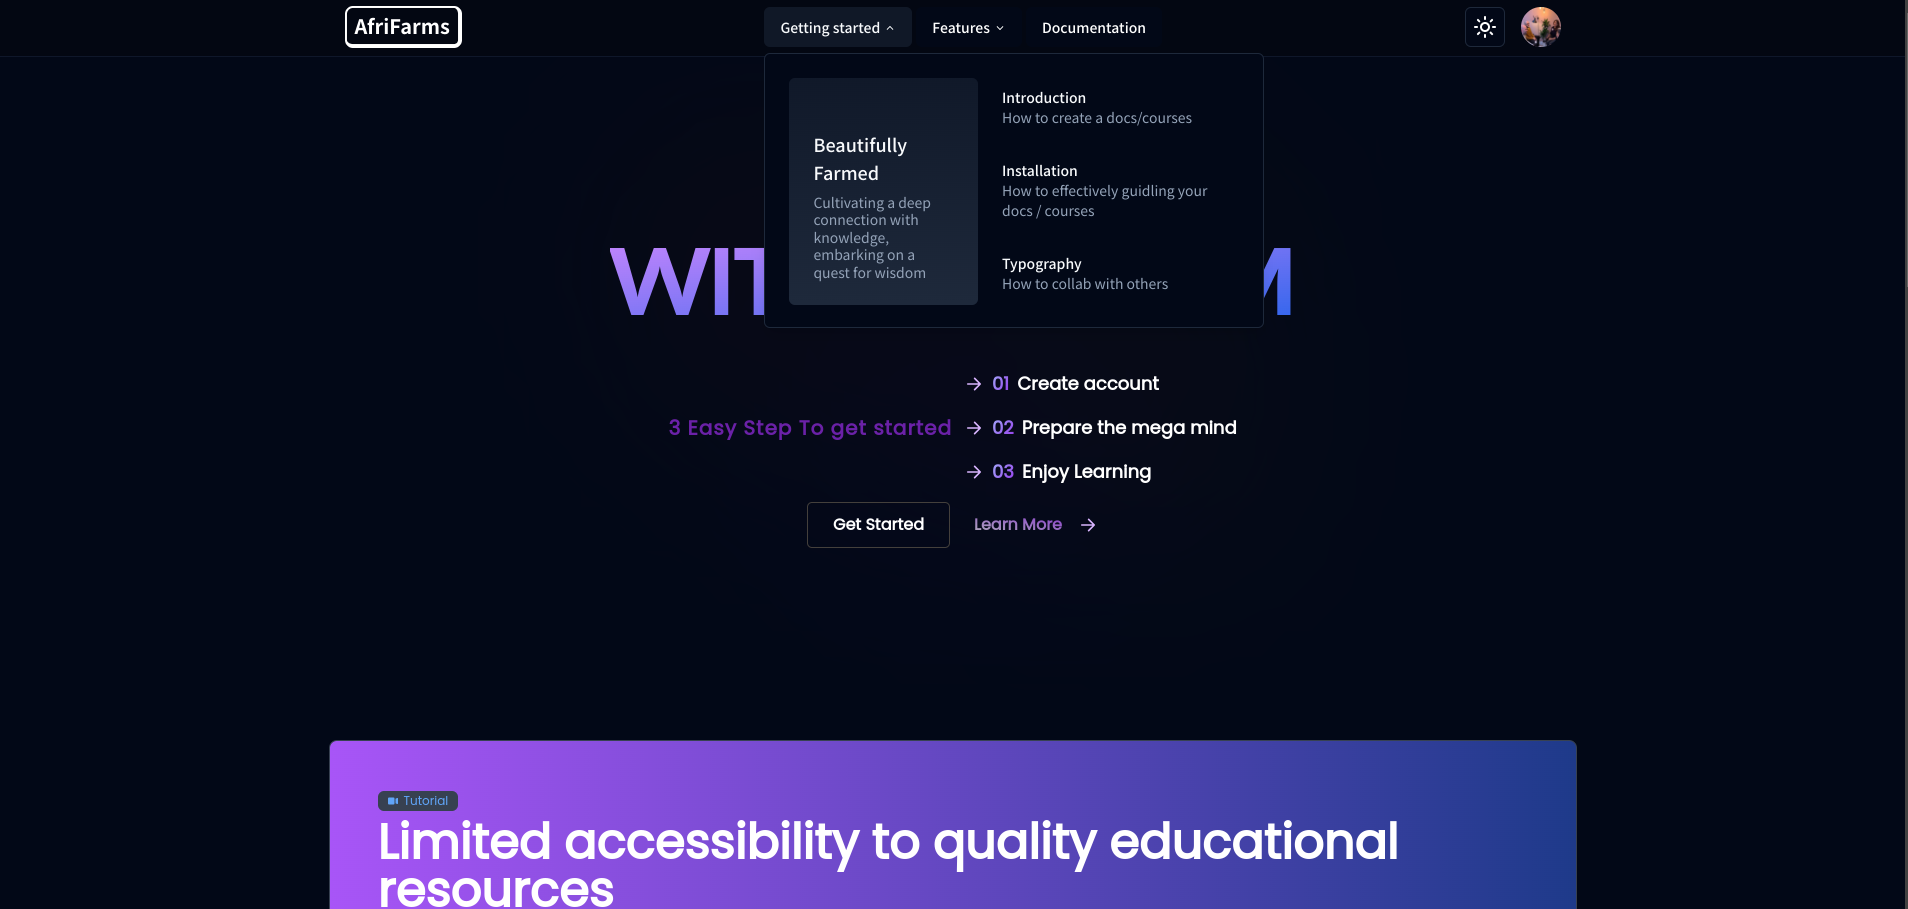 AfriFarms
Getting started
Features
Documentation
Beautifully
Farmed
Cultivating a deep
connection with
knowledge,
embarking on a
quest for wisdom
Introduction
How to create a docs/courses
Installation
How to effectively guidling your
docs / courses
Typography
How to collab with others
3 Easy Step To get started
01 Create account
02 Prepare the mega mind
03 Enjoy Learning
Get Started
Learn More
Tutorial
Limited accessibility to quality educational
resources